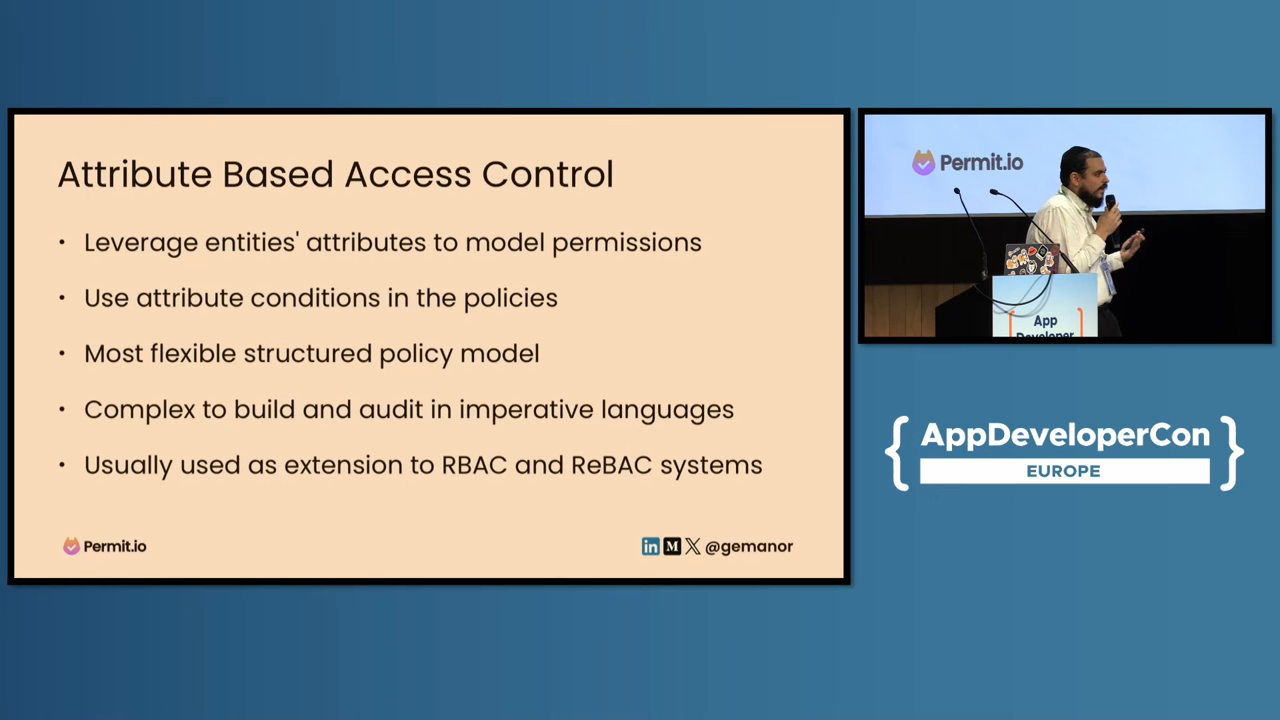 Attribute Based Access Control
• Leverage entities' attributes to model permissions
• Use attribute conditions in the policies
• Most flexible structured policy model
• Complex to build and audit in imperative languages
• Usually used as extension to RBAC and ReBAC systems
Permit.io
in M X @gemanor
Permit.io
App
Developer
{ AppDeveloperCon }
EUROPE